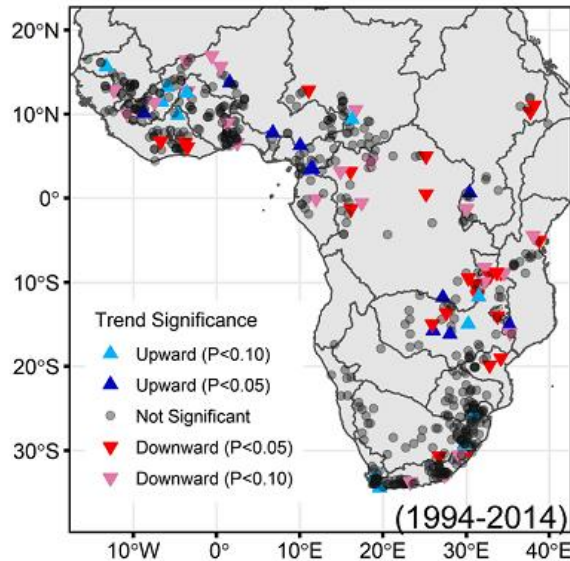 20°N
10°N
0°
10°S
20°S
30°S
Trend Significance
Upward (P<0.10)
Upward (P<0.05)
Not Significant
Downward (P<0.05)
Downward (P<0.10)
(1994-2014)
10°W 0° 10°E 20°E 30°E 40°E